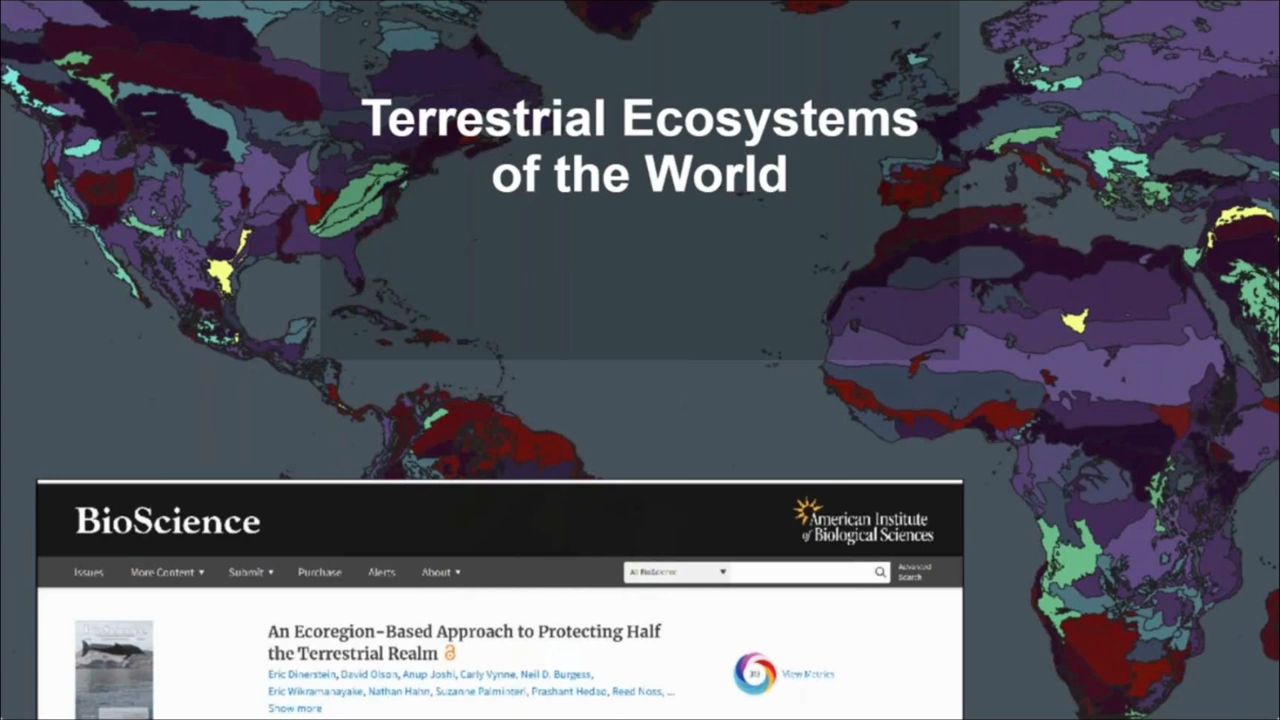 Terrestrial Ecosystems
of the World
BioScience
American Institute
of Biological Sciences
Issues More Content Submit Purchase Alerts About
All BioScience
Advanced
Search
An Ecoregion-Based Approach to Protecting Half
the Terrestrial Realm
Eric Dinerstein, David Olson, Anup Joshi, Carly Vynne, Neil D. Burgess,
Eric Wikramanayake, Nathan Hahn, Suzanne Palminteri, Prashant Hedao, Reed Noss, ...
Show more
View Metrics